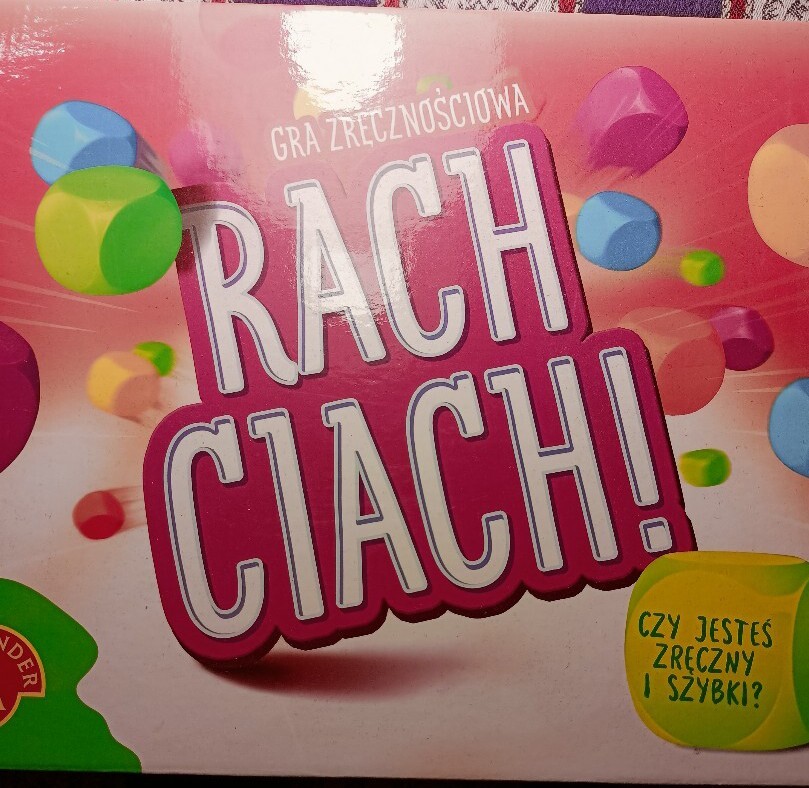 GRA ZRĘCZNOŚCIOWA
RACH
CIACH!
CZY JESTEŚ
ZRĘCZNY
I SZYBKI?